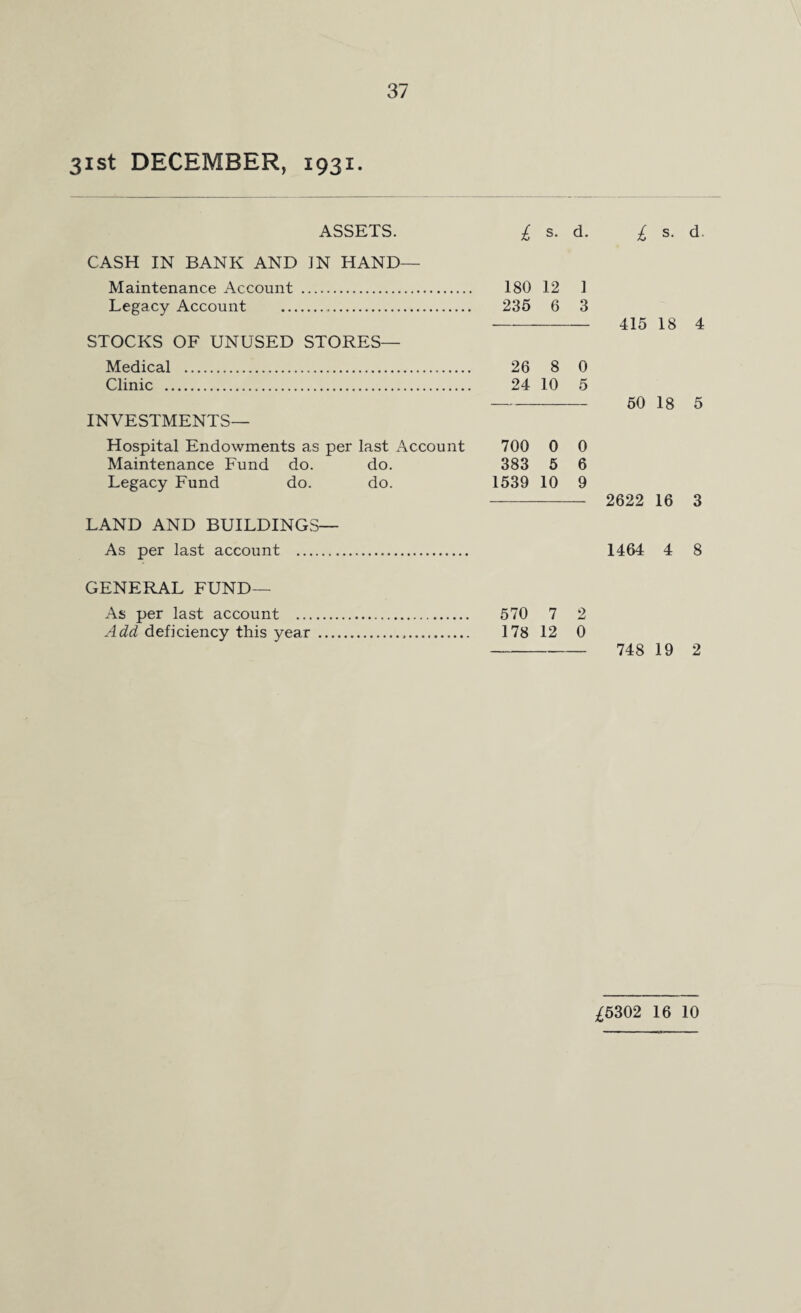 37
31st DECEMBER, 1931.
ASSETS. £ s. d. £ s. d.
CASH IN BANK AND IN HAND—
Maintenance Account ........................... 180 12 1
Legacy Account ........................... 235 6 3
415 18 4
STOCKS OF UNUSED STORES—
Medical ........................... 26 8 0
Clinic ........................... 24 10 5
50 18 5
INVESTMENTS—
Hospital Endowments as per last Account 700 0 0
Maintenance Fund do. do. 383 5 6
Legacy Fund do. do. 1539 10 9
2622 16 3
LAND AND BUILDINGS—
As per last account ........................... 1464 4 8
GENERAL FUND—
As per last account ........................... 570 7 2
Add deficiency this year ........................... 178 12 0
748 19 2
£5302 16 10